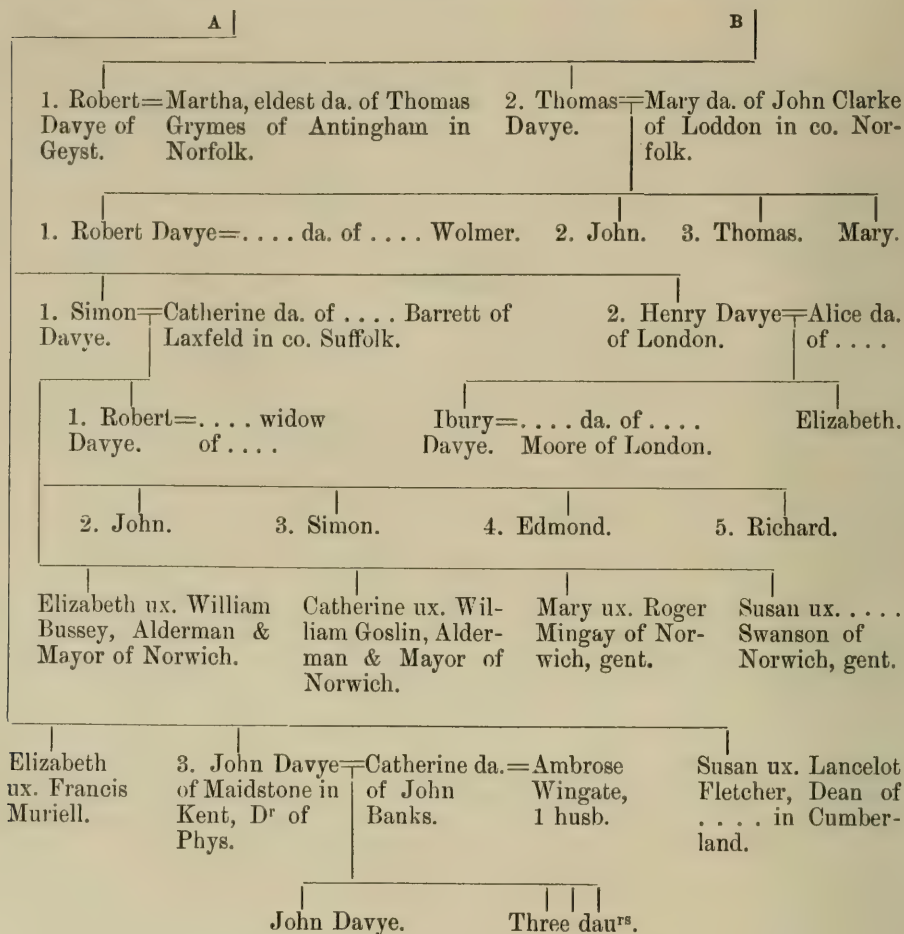 A B
1. Robert=Martha, eldest da. of Thomas 2. Thomas=Mary da. of John Clarke
Davye of Grymes of Antingham in Davye. of Loddon in co. Nor-
Geyst. Norfolk. folk.
1. Robert Davye=. . . . da. of . . . . Wolmer. 2. John. 3. Thomas. Mary.
1. Simon=Catherine da. of . . . . Barrett of 2. Henry Davye=Alice da.
Davye. Laxfeld in co. Suffolk. of London. of . . . .
1. Robert=. . . . widow Ibury=. . . . da. of . . . . Elizabeth.
Davye. of . . . . Davye. Moore of London.
2. John. 3. Simon. 4. Edmond. 5. Richard.
Elizabeth ux. William Catherine ux. Wil- Mary ux. Roger Susan ux. . . . .
Bussey, Alderman & liam Goslin, Alder- Mingay of Nor- Swanson of
Mayor of Norwich. man & Mayor of wich, gent. Norwich, gent.
Norwich.
Elizabeth 3. John Davye=Catherine da.=Ambrose Susan ux. Lancelot
ux. Francis of Maidstone in of John Wingate, Fletcher, Dean of
Muriell. Kent, Dʳ of Banks. 1 husb. . . . . in Cumber-
Phys. land.
John Davye. Three dauʳˢ.